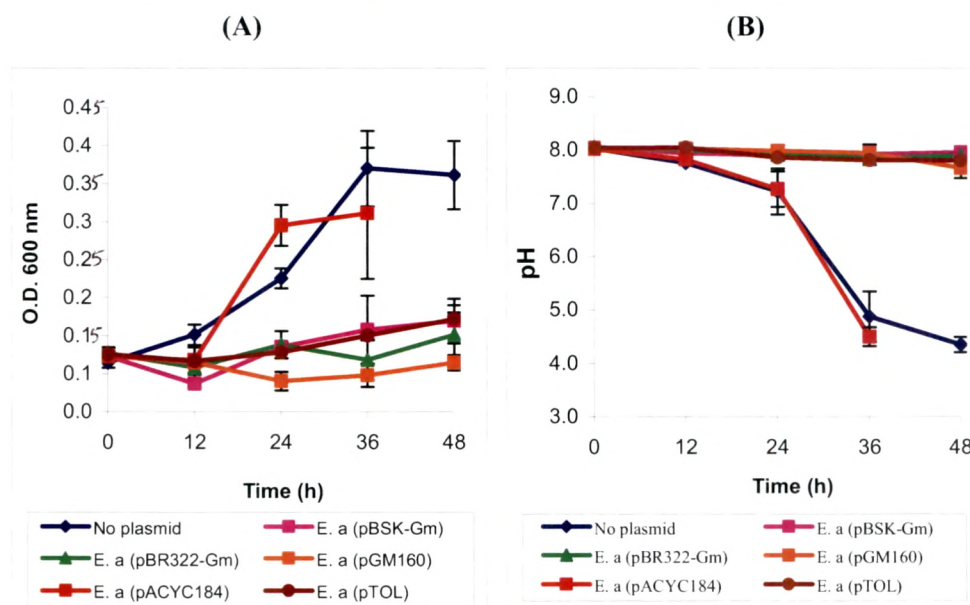 (A)
(B)
O.D. 600 nm
0.45
0.4
0.35
0.3
0.25
0.2
0.15
0.1
0.0
0 12 24 36 48
Time (h)
No plasmid
E. a (pBSK-Gm)
E. a (pBR322-Gm)
E. a (pGM160)
E. a (pACYC184)
E. a (pTOL)
pH
9.0
8.0
7.0
6.0
5.0
4.0
3.0
0 12 24 36 48
Time (h)
No plasmid
E. a (pBSK-Gm)
E. a (pBR322-Gm)
E. a (pGM160)
E. a (pACYC184)
E. a (pTOL)